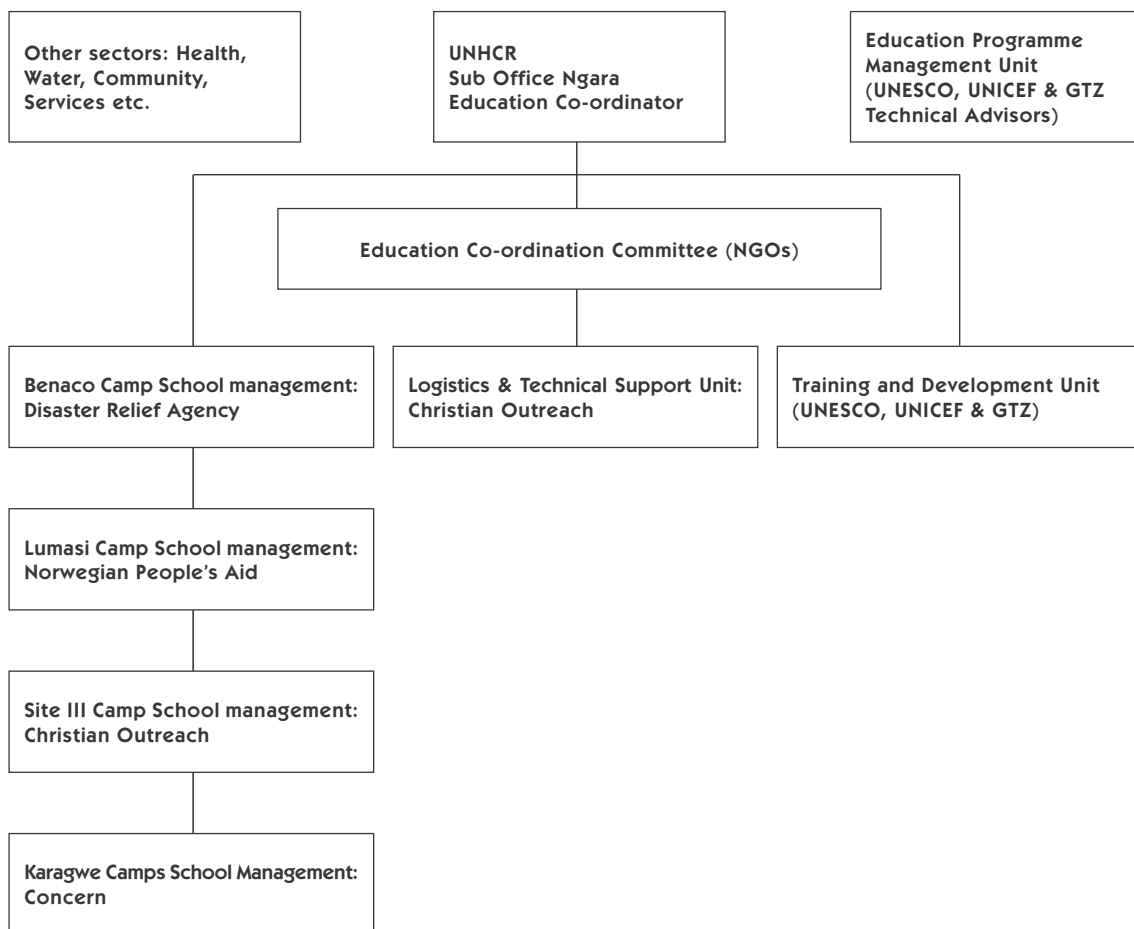 Other sectors: Health,
Water, Community,
Services etc.
UNHCR
Sub Office Ngara
Education Co-ordinator
Education Programme
Management Unit
(UNESCO, UNICEF & GTZ
Technical Advisors)
Education Co-ordination Committee (NGOs)
Benaco Camp School management:
Disaster Relief Agency
Logistics & Technical Support Unit:
Christian Outreach
Training and Development Unit
(UNESCO, UNICEF & GTZ)
Lumasi Camp School management:
Norwegian People’s Aid
Site III Camp School management:
Christian Outreach
Karagwe Camps School Management:
Concern